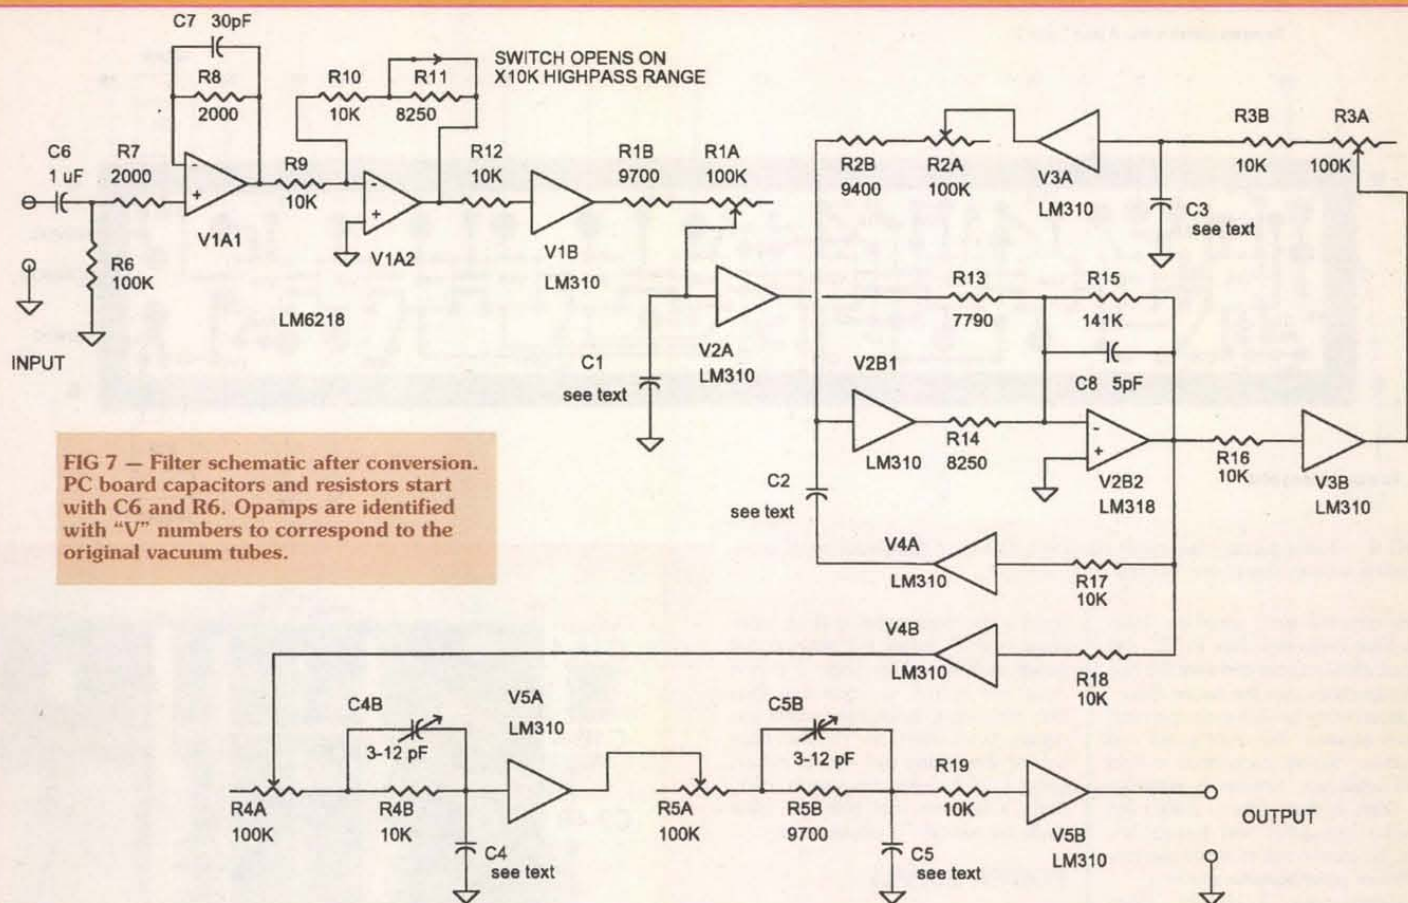 C7 30pF
R8
2000
C6
1 uF
R7
2000
R6
100K
INPUT
V1A1
R9
10K
R10
10K
R11
8250
SWITCH OPENS ON
X10K HIGHPASS RANGE
V1A2
LM6218
R12
10K
V1B
LM310
R1B
9700
R1A
100K
C1
see text
V2A
LM310
R2B
9400
R2A
100K
V3A
LM310
C3
see text
R3B
10K
R3A
100K
R13
7790
R15
141K
C8 5pF
V2B1
LM310
R14
8250
V2B2
LM318
R16
10K
V3B
LM310
C2
see text
V4A
LM310
R17
10K
V4B
LM310
R18
10K
FIG 7 — Filter schematic after conversion.
PC board capacitors and resistors start
with C6 and R6. Opamps are identified
with “V” numbers to correspond to the
original vacuum tubes.
R4A
100K
C4B
3-12 pF
R4B
10K
C4
see text
V5A
LM310
R5A
100K
C5B
3-12 pF
R5B
9700
C5
see text
R19
10K
V5B
LM310
OUTPUT
- + - + - +